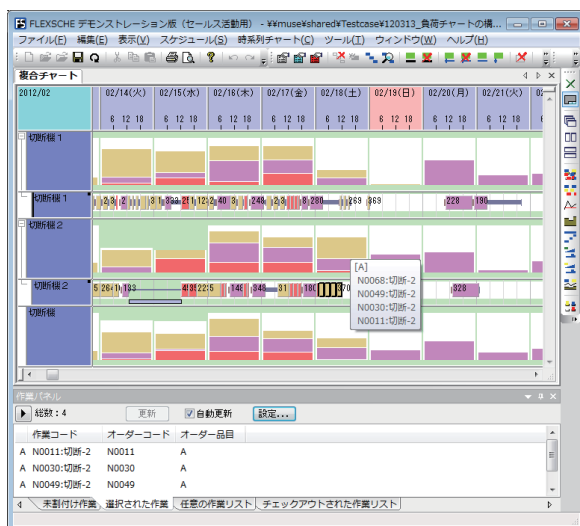 FLEXSCHE デモンストレーション版（セールス活動用） - ¥¥muse¥shared¥Testcase¥120313_負荷チャートの構...
ファイル(F) 編集(E) 表示(V) スケジュール(S) 時系列チャート(C) ツール(T) ウィンドウ(W) ヘルプ(H)
複合チャート
2012/02 02/14(火) 02/15(水) 02/16(木) 02/17(金) 02/18(土) 02/19(日) 02/20(月) 02/21(火)
6 12 18 6 12 18 6 12 18 6 12 18 6 12 18 6 12 18 6 12 18 6 12 18
切断機 1
切断機 1
228 190
切断機 2
[A]
N0068:切断-2
N0049:切断-2
N0030:切断-2
N0011:切断-2
切断機 2
328
切断機
作業パネル
総数 : 4 更新 自動更新 設定...
作業コード オーダーコード オーダー品目
A N0011:切断-2 N0011 A
A N0030:切断-2 N0030 A
A N0049:切断-2 N0049 A
未割付け作業 選択された作業 任意の作業リスト チェックアウトされた作業リスト